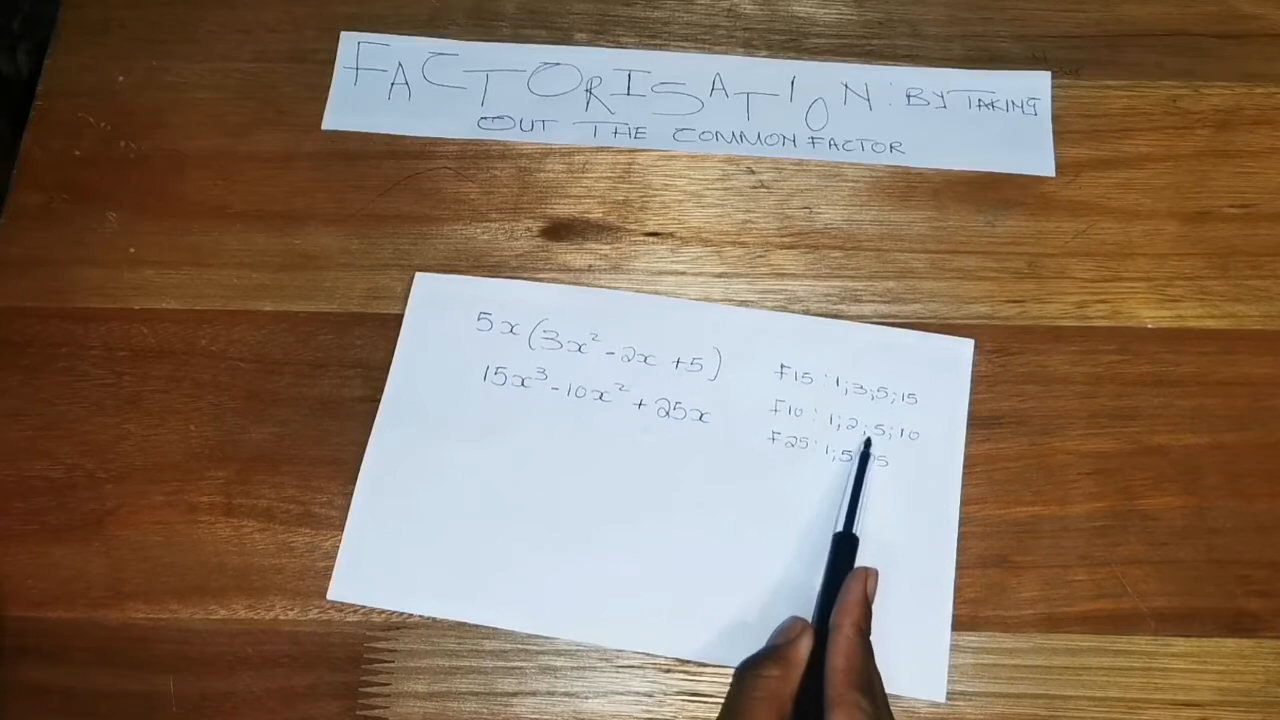 FACTORISATION: BY TAKING
OUT THE COMMON FACTOR
5x(3x² - 2x + 5)
15x³ - 10x² + 25x
F15 : 1;3;5;15
F10 : 1;2;5;10
F25 : 1;5